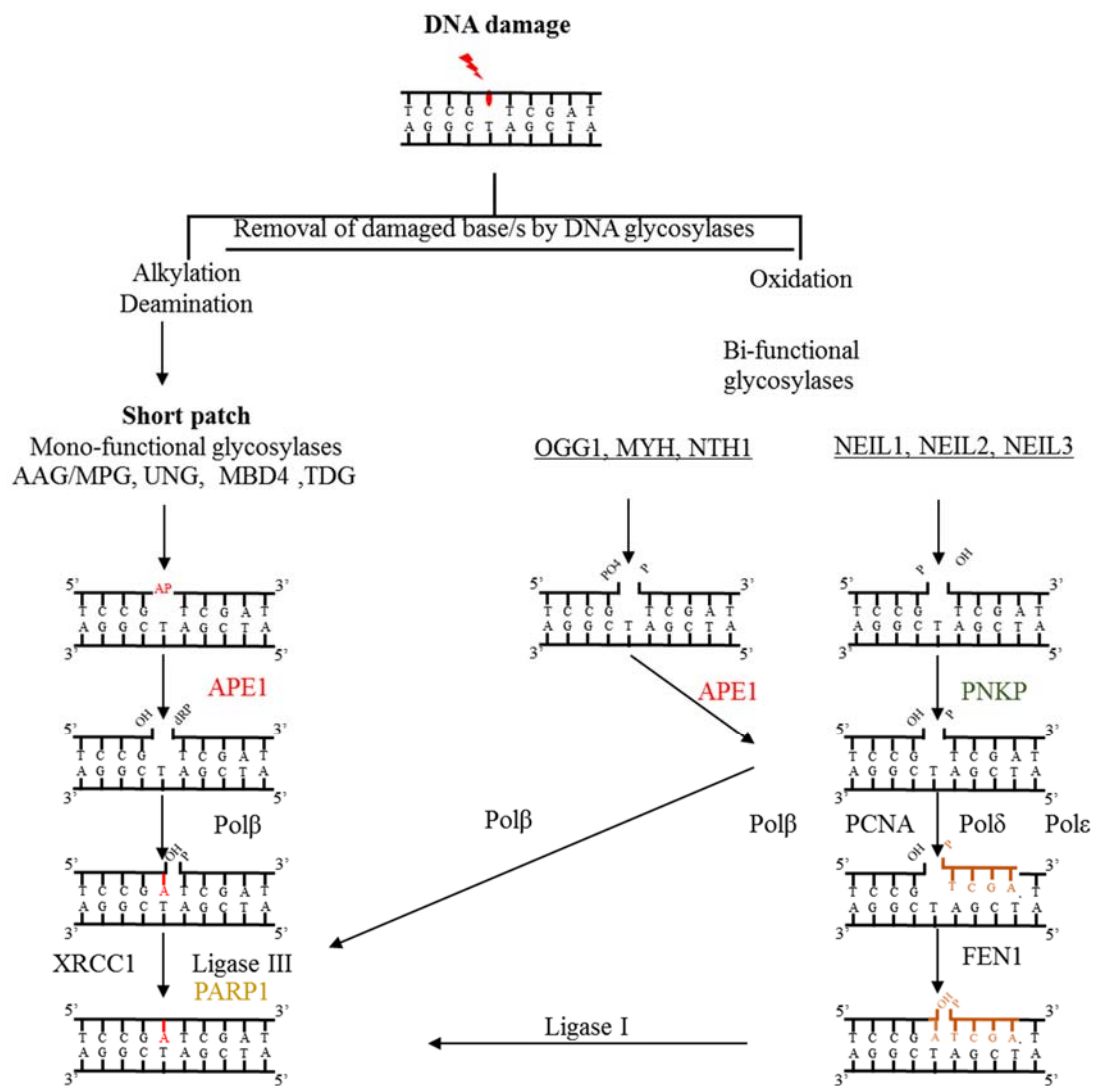 DNA damage
T C C G T C G A T
A G G C T A G C T A
Removal of damaged base/s by DNA glycosylases
Alkylation
Deamination
Oxidation
Bi-functional
glycosylases
Short patch
Mono-functional glycosylases
AAG/MPG, UNG, MBD4 ,TDG
OGG1, MYH, NTH1
NEIL1, NEIL2, NEIL3
5’ AP 3’
T C C G T C G A T
A G G C T A G C T A
3’ 5’
PO4 P
5’ 3’
T C C G T C G A T
A G G C T A G C T A
3’ 5’
P OH
5’ 3’
T C C G T C G A T
A G G C T A G C T A
3’ 5’
APE1
APE1
PNKP
OH dRP
5’ 3’
T C C G T C G A T
A G G C T A G C T A
3’ 5’
OH P
5’ 3’
T C C G T C G A T
A G G C T A G C T A
3’ 5’
Polβ
Polβ
Polβ PCNA Polδ Polε
OH P
5’ 3’
T C C G A T C G A T
A G G C T A G C T A
3’ 5’
OH P
5’ 3’
T C C G T C G A T
A G G C T A G C T A
3’ 5’
XRCC1 Ligase III
PARP1
FEN1
5’ 3’
T C C G A T C G A T
A G G C T A G C T A
3’ 5’
Ligase I
OH P
5’ 3’
T C C G A T C G A T
A G G C T A G C T A
3’ 5’